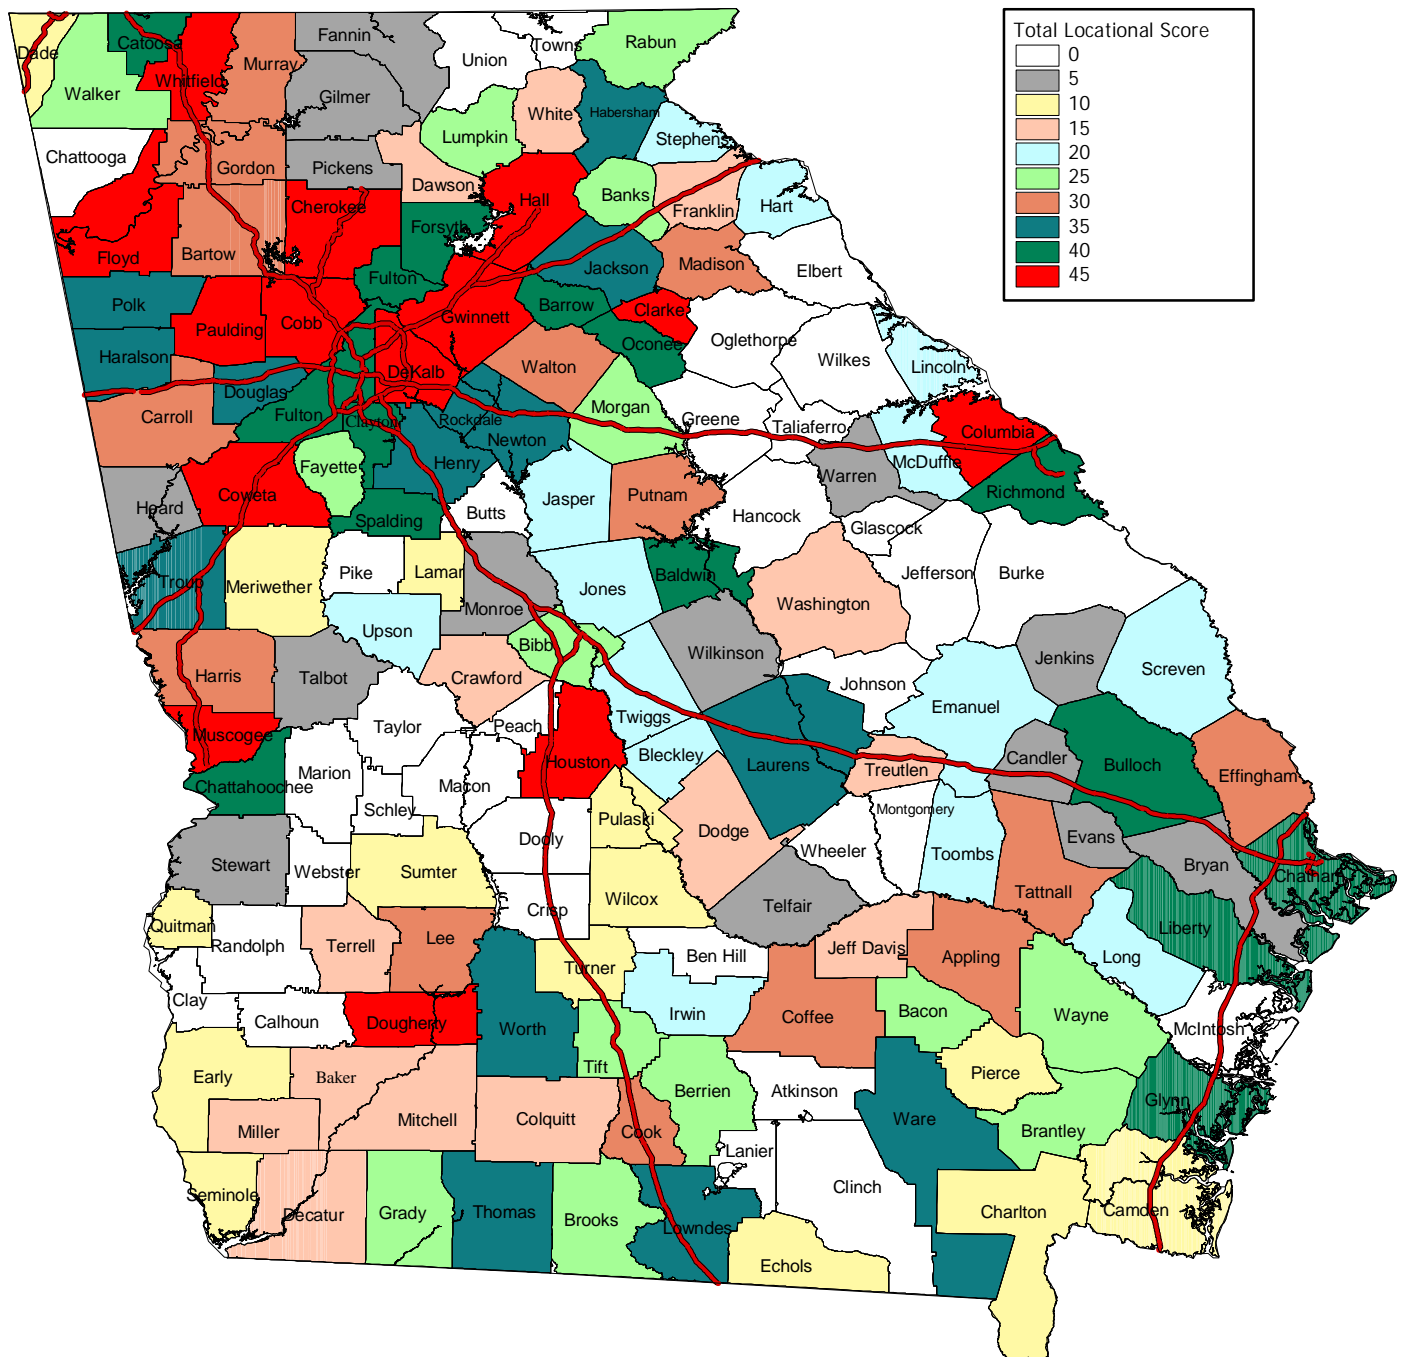 Total Locational Score
0
5
10
15
20
25
30
35
40
45
Dade
Catoosa
Fannin
Towns
Union
Rabun
Whitfield
Murray
Walker
Gilmer
White
Habersham
Lumpkin
Stephens
Chattooga
Gordon
Pickens
Dawson
Banks
Franklin
Hart
Hall
Cherokee
Forsyth
Floyd
Bartow
Fulton
Jackson
Madison
Elbert
Polk
Barrow
Clarke
Paulding
Cobb
Gwinnett
Oglethorpe
Oconee
Wilkes
Haralson
Walton
Lincoln
DeKalb
Douglas
Morgan
Carroll
Fulton
Clayton
Rockdale
Newton
Greene
Taliaferro
Columbia
Fayette
Henry
McDuffie
Warren
Richmond
Coweta
Heard
Jasper
Putnam
Butts
Spalding
Hancock
Glascock
Troup
Meriwether
Pike
Lamar
Monroe
Jones
Baldwin
Jefferson
Burke
Washington
Upson
Bibb
Wilkinson
Jenkins
Screven
Harris
Talbot
Crawford
Johnson
Emanuel
Twiggs
Taylor
Peach
Muscogee
Bleckley
Houston
Laurens
Treutlen
Candler
Bulloch
Effingham
Chattahoochee
Marion
Macon
Schley
Montgomery
Pulaski
Dodge
Dooly
Wheeler
Toombs
Evans
Bryan
Chatham
Stewart
Webster
Sumter
Wilcox
Telfair
Tattnall
Crisp
Quitman
Randolph
Terrell
Lee
Liberty
Turner
Ben Hill
Jeff Davis
Appling
Long
Clay
Calhoun
Dougherty
Worth
Irwin
Coffee
Bacon
Wayne
McIntosh
Early
Baker
Tift
Pierce
Berrien
Atkinson
Ware
Glynn
Miller
Mitchell
Colquitt
Cook
Brantley
Lanier
Seminole
Decatur
Grady
Thomas
Brooks
Lowndes
Clinch
Charlton
Camden
Echols